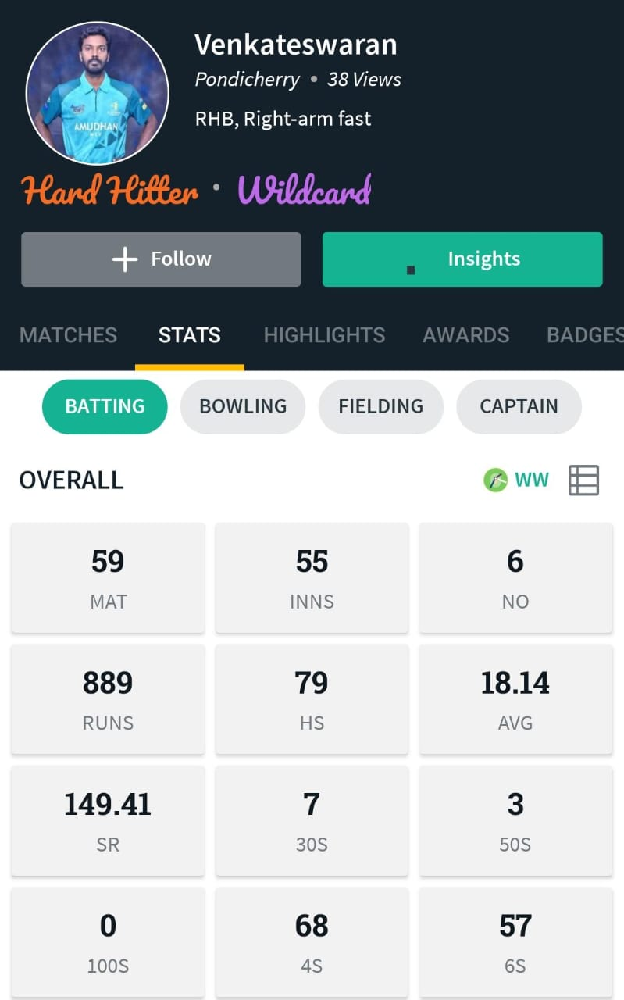 Venkateswaran
Pondicherry • 38 Views
RHB, Right-arm fast
AMUDHAN
Hard Hitter • Wildcard
+ Follow
Insights
MATCHES STATS HIGHLIGHTS AWARDS BADGES
BATTING BOWLING FIELDING CAPTAIN
OVERALL WW
59 55 6
MAT INNS NO
889 79 18.14
RUNS HS AVG
149.41 7 3
SR 30S 50S
0 68 57
100S 4S 6S